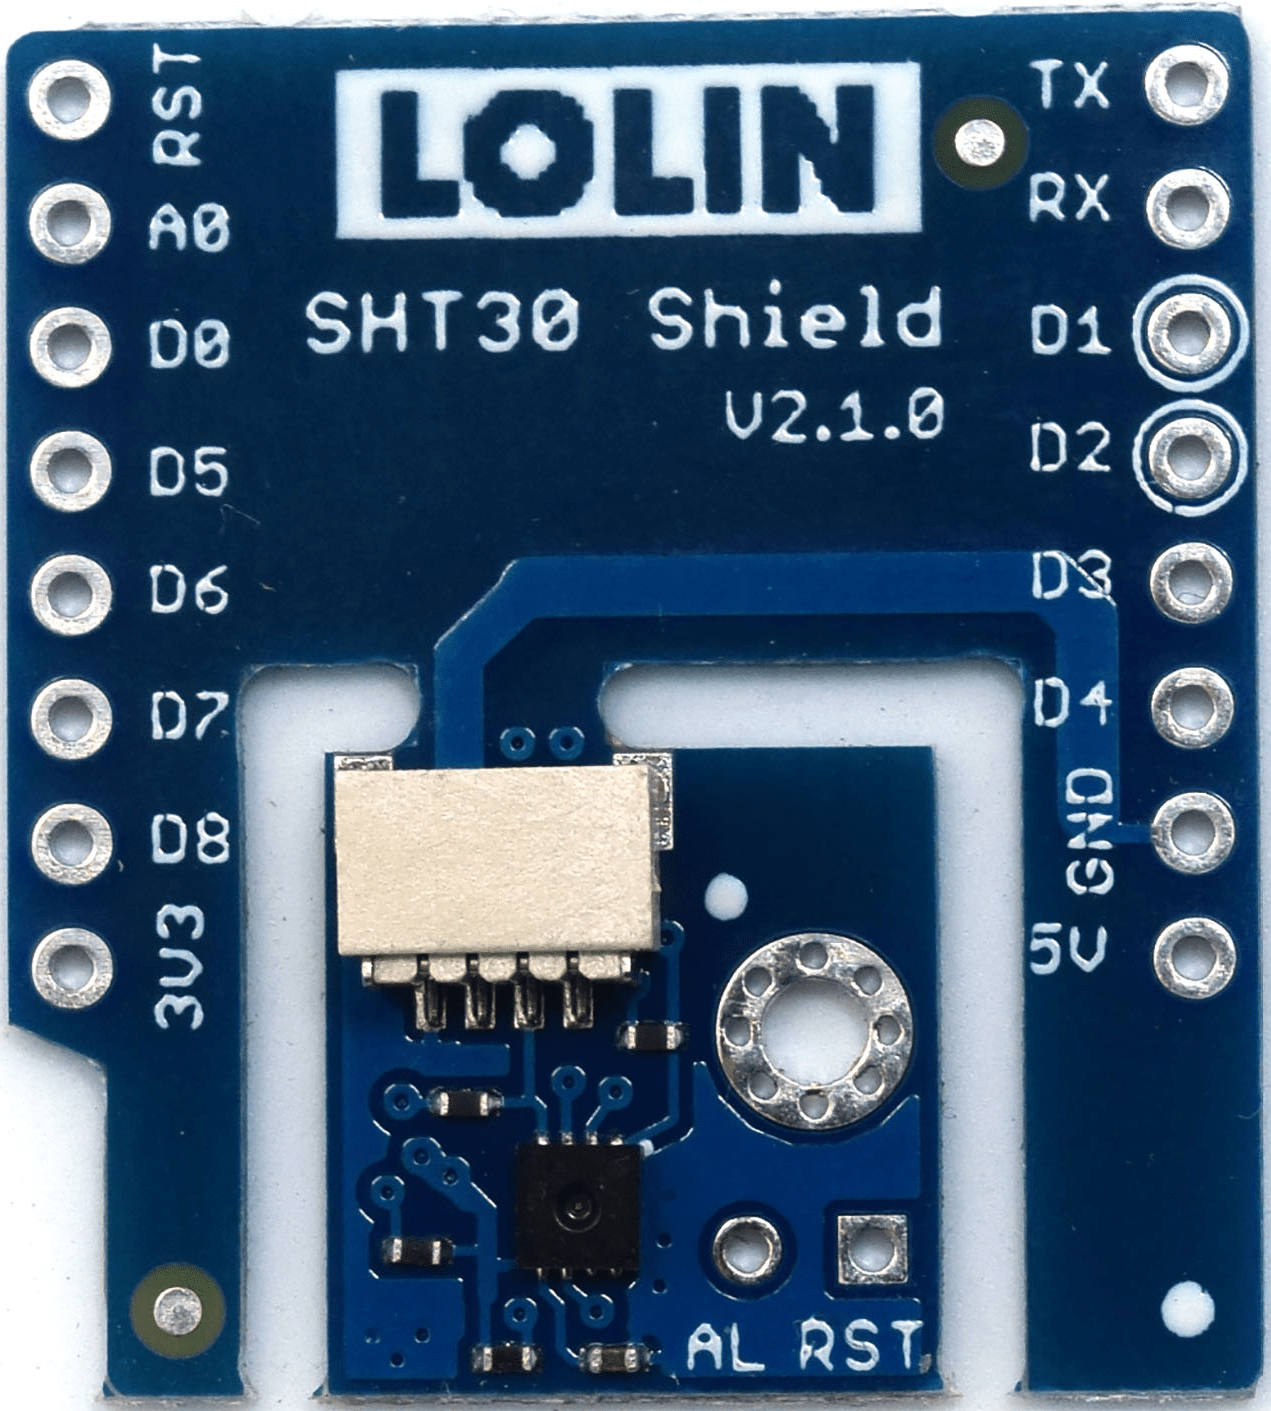 LOLIN
SHT30 Shield
V2.1.0
RST
A0
D0
D5
D6
D7
D8
3V3
TX
RX
D1
D2
D3
D4
GND
5V
AL RST